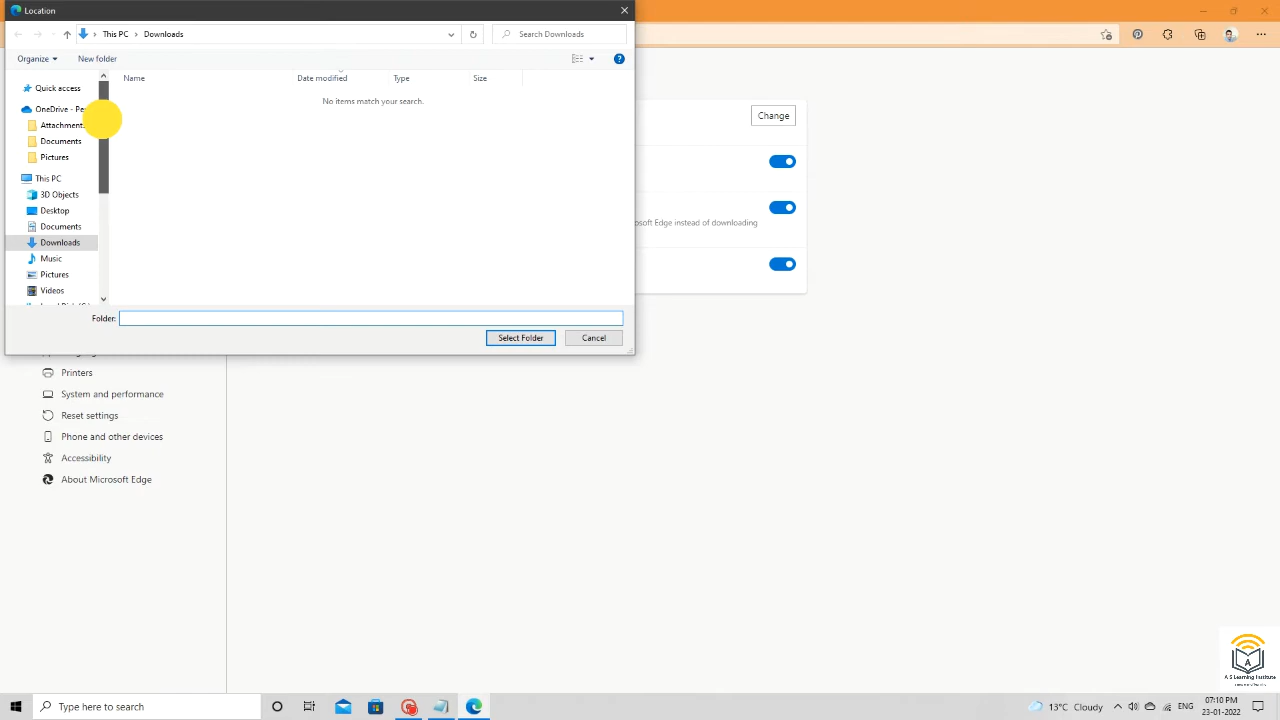 Location
This PC
Downloads
Search Downloads
Organize
New folder
Name
Date modified
Type
Size
No items match your search.
Quick access
OneDrive - Pe
Attachment
Documents
Pictures
This PC
3D Objects
Desktop
Documents
Downloads
Music
Pictures
Videos
Folder:
Select Folder
Cancel
Change
osoft Edge instead of downloading
Printers
System and performance
Reset settings
Phone and other devices
Accessibility
About Microsoft Edge
A
A S Learning Institute
Type here to search
13°C Cloudy
ENG
07:10 PM
23-01-2022